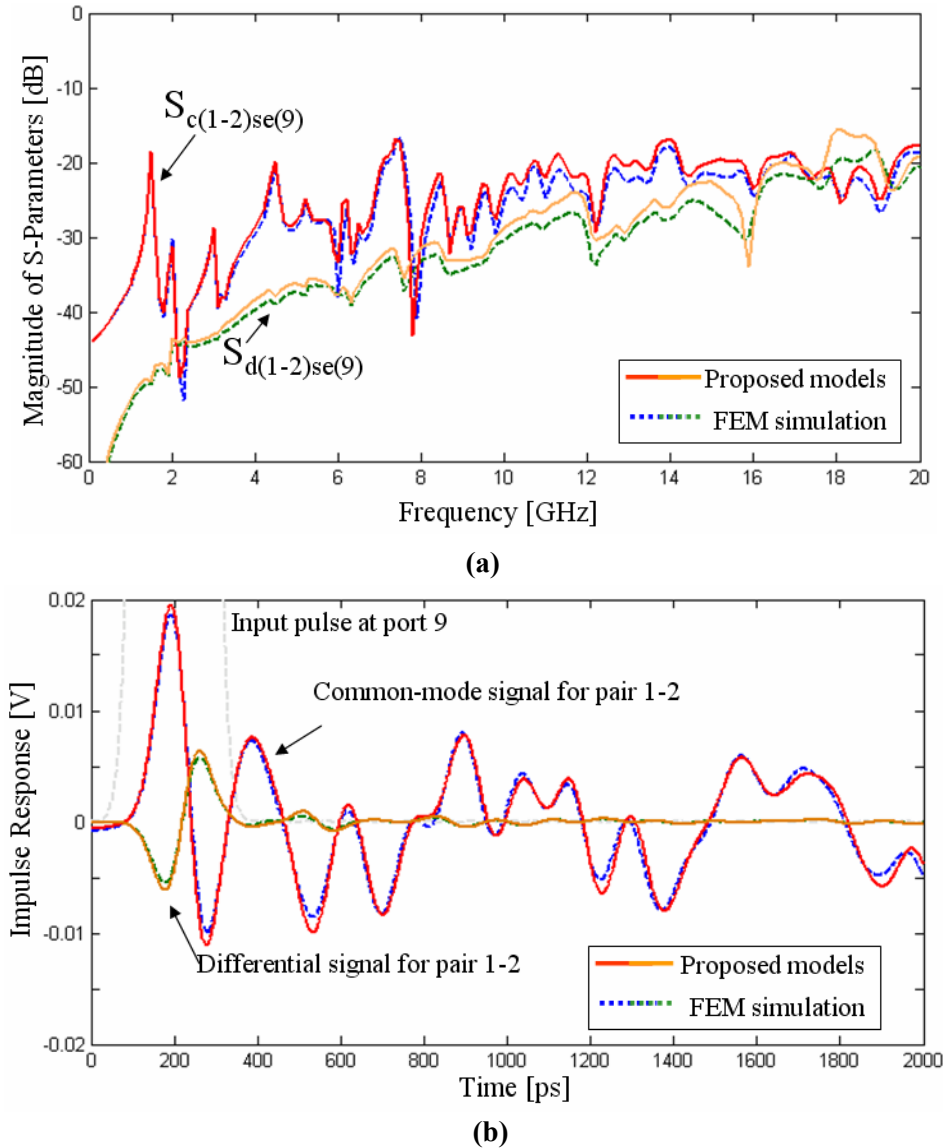 0
-10
-20
-30
-40
-50
-60
Magnitude of S-Parameters [dB]
Sc(1-2)se(9)
Sd(1-2)se(9)
Proposed models
FEM simulation
0 2 4 6 8 10 12 14 16 18 20
Frequency [GHz]
(a)
0.02
0.01
0
-0.01
-0.02
Impulse Response [V]
Input pulse at port 9
Common-mode signal for pair 1-2
Differential signal for pair 1-2
Proposed models
FEM simulation
0 200 400 600 800 1000 1200 1400 1600 1800 2000
Time [ps]
(b)